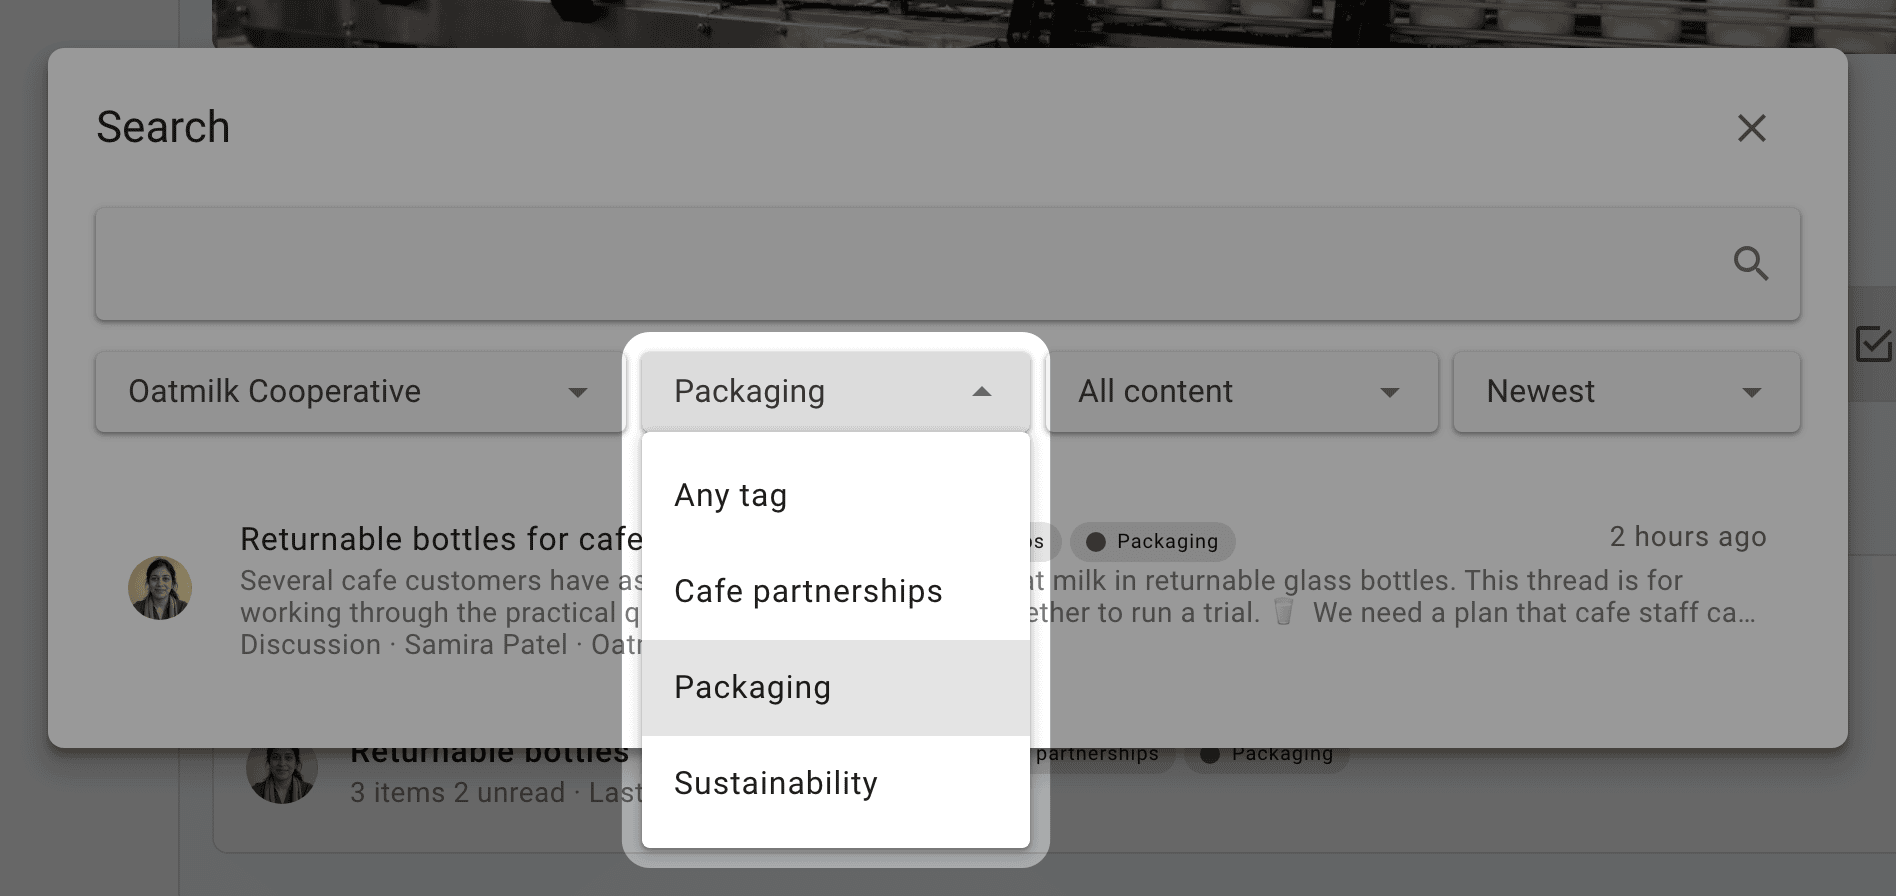 Search
Oatmilk Cooperative
Packaging
All content
Newest
Any tag
Cafe partnerships
Packaging
Sustainability
Returnable bottles for cafe
Packaging
2 hours ago
Several cafe customers have as
milk in returnable glass bottles. This thread is for
working through the practical
to run a trial. 🥛 We need a plan that cafe staff ca…
Discussion · Samira Patel ·
Returnable bottles
partnerships
Packaging
3 items 2 unread · Last